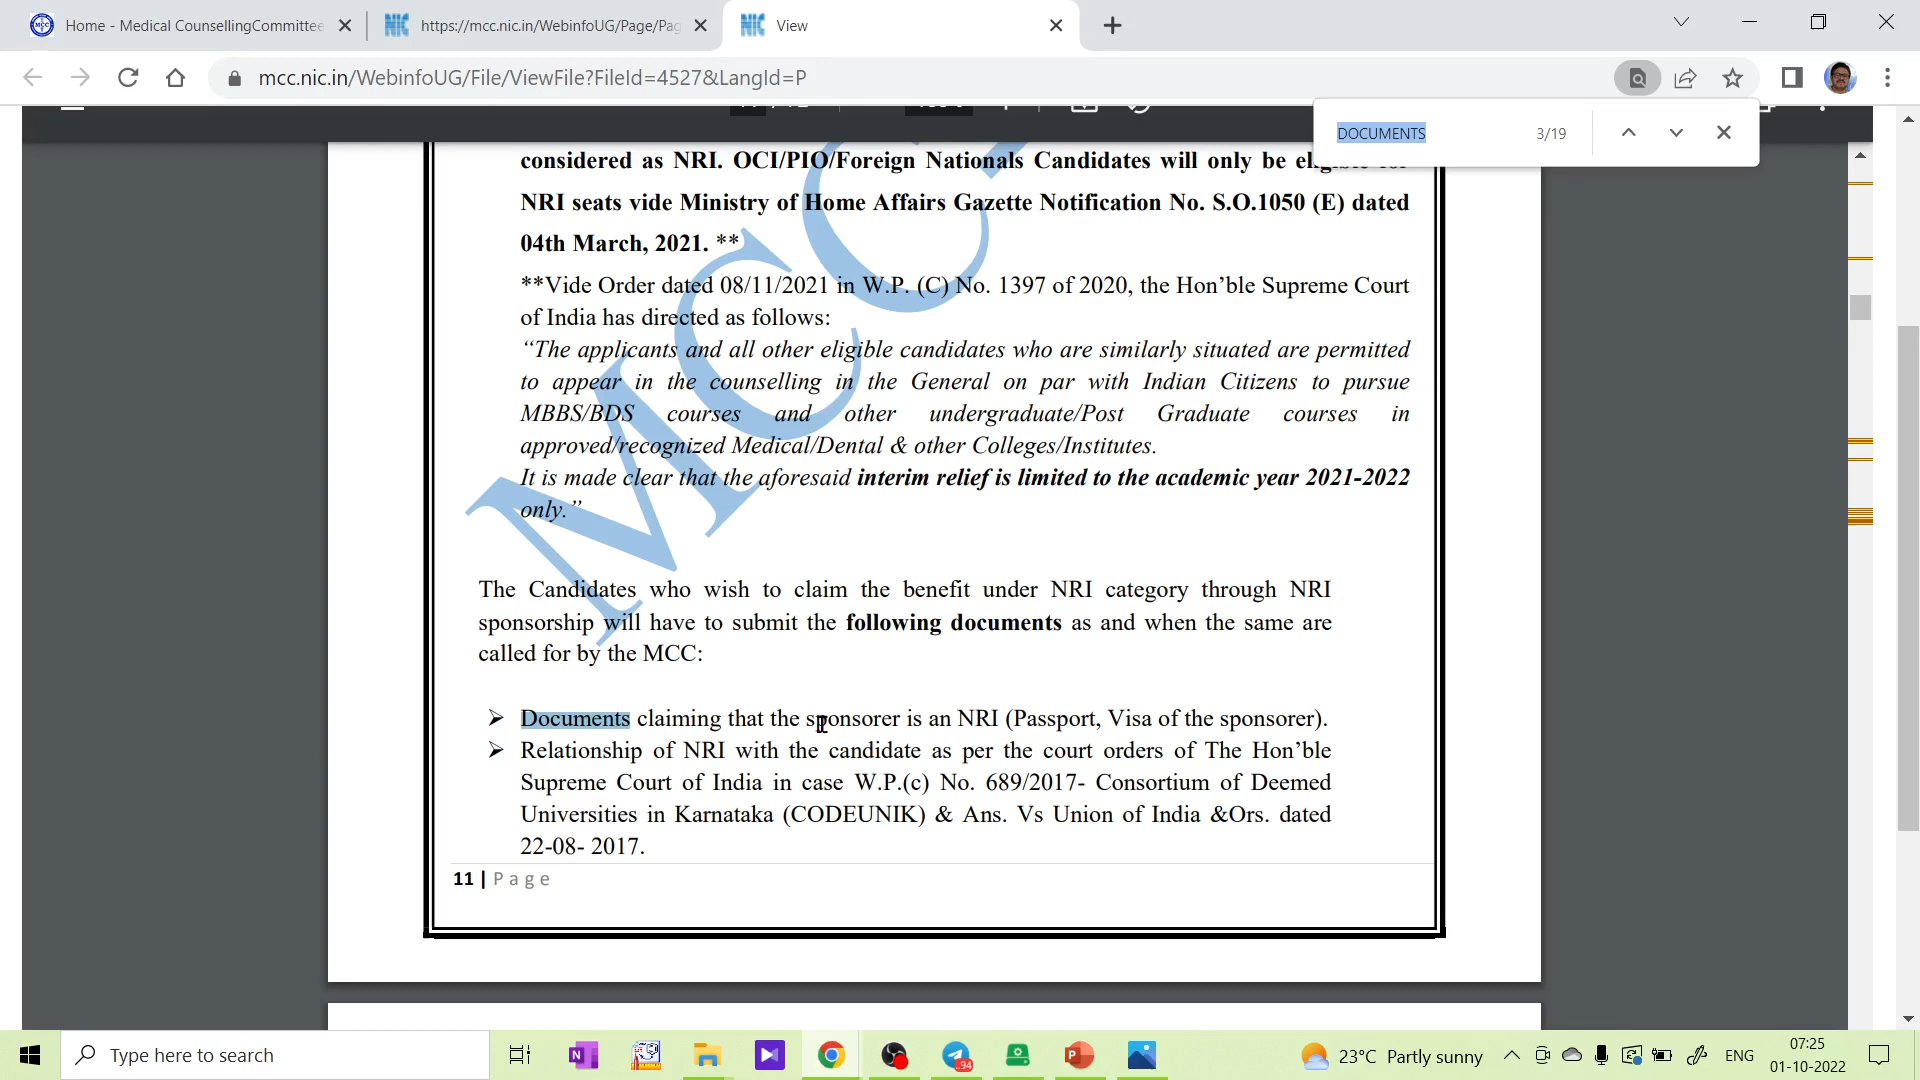 Home - Medical CounsellingCommittee
https://mcc.nic.in/WebinfoUG/Page/Pag
View
mcc.nic.in/WebinfoUG/File/ViewFile?FileId=4527&LangId=P
DOCUMENTS 3/19
considered as NRI. OCI/PIO/Foreign Nationals Candidates will only be eligible for
NRI seats vide Ministry of Home Affairs Gazette Notification No. S.O.1050 (E) dated
04th March, 2021. **
**Vide Order dated 08/11/2021 in W.P. (C) No. 1397 of 2020, the Hon’ble Supreme Court
of India has directed as follows:
“The applicants and all other eligible candidates who are similarly situated are permitted
to appear in the counselling in the General on par with Indian Citizens to pursue
MBBS/BDS courses and other undergraduate/Post Graduate courses in
approved/recognized Medical/Dental & other Colleges/Institutes.
It is made clear that the aforesaid interim relief is limited to the academic year 2021-2022
only.”
The Candidates who wish to claim the benefit under NRI category through NRI
sponsorship will have to submit the following documents as and when the same are
called for by the MCC:
➢ Documents claiming that the sponsorer is an NRI (Passport, Visa of the sponsorer).
➢ Relationship of NRI with the candidate as per the court orders of The Hon’ble
Supreme Court of India in case W.P.(c) No. 689/2017- Consortium of Deemed
Universities in Karnataka (CODEUNIK) & Ans. Vs Union of India &Ors. dated
22-08- 2017.
11 | Page
MCC
Type here to search
94
23°C Partly sunny
ENG
07:25
01-10-2022